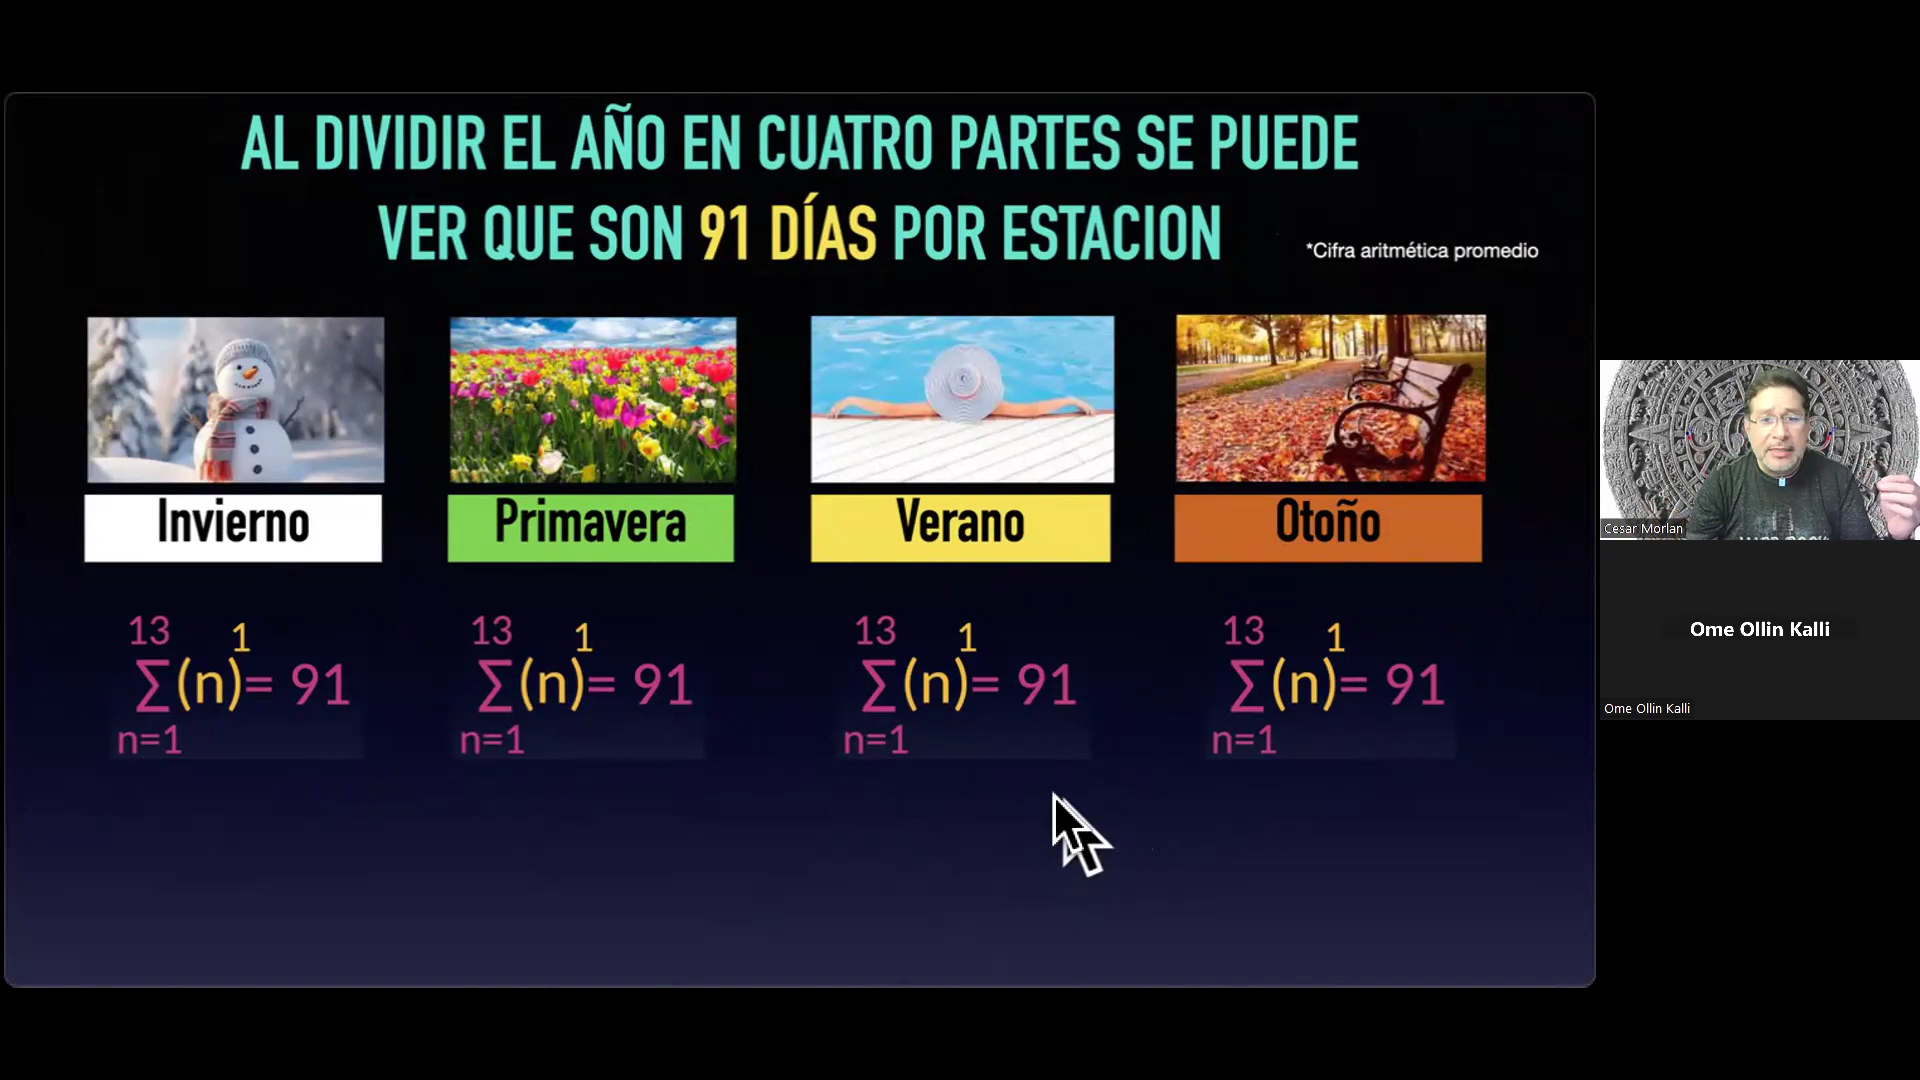 AL DIVIDIR EL AÑO EN CUATRO PARTES SE PUEDE
VER QUE SON 91 DÍAS POR ESTACION
*Cifra aritmética promedio
Invierno
Primavera
Verano
Otoño
13
∑(n)¹= 91
n=1
13
∑(n)¹= 91
n=1
13
∑(n)¹= 91
n=1
13
∑(n)¹= 91
n=1
Cesar Morlan
Ome Ollin Kalli
Ome Ollin Kalli